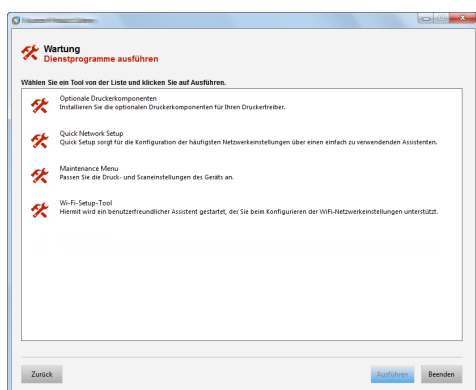 Wartung
Dienstprogramme ausführen
Wählen Sie ein Tool von der Liste und klicken Sie auf Ausführen.
Optionale Druckerkomponenten
Installieren Sie die optionalen Druckerkomponenten für Ihren Druckertreiber.
Quick Network Setup
Quick Setup sorgt für die Konfiguration der häufigsten Netzwerkeinstellungen über einen einfach zu verwendenden Assistenten.
Maintenance Menu
Passen Sie die Druck- und Scaneinstellungen des Geräts an.
Wi-Fi-Setup-Tool
Hiermit wird ein benutzerfreundlicher Assistent gestartet, der Sie beim Konfigurieren der WiFi-Netzwerkeinstellungen unterstützt.
Zurück
Ausführen
Beenden